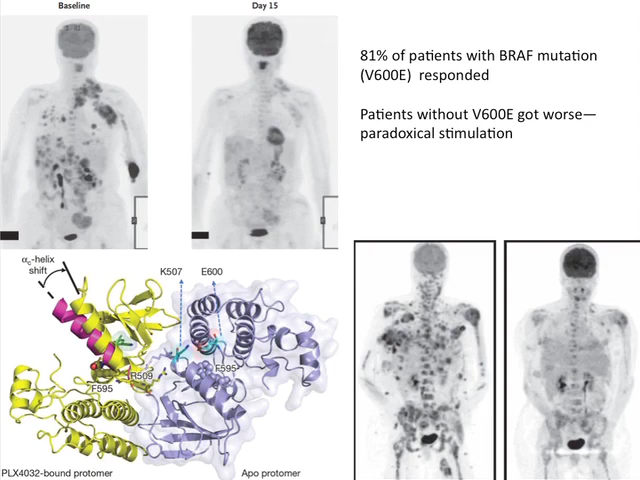 Baseline
Day 15
81% of patients with BRAF mutation
(V600E) responded
Patients without V600E got worse—
paradoxical stimulation
αc-helix
shift
K507
E600
F595
R509
F595
PLX4032-bound protomer
Apo protomer